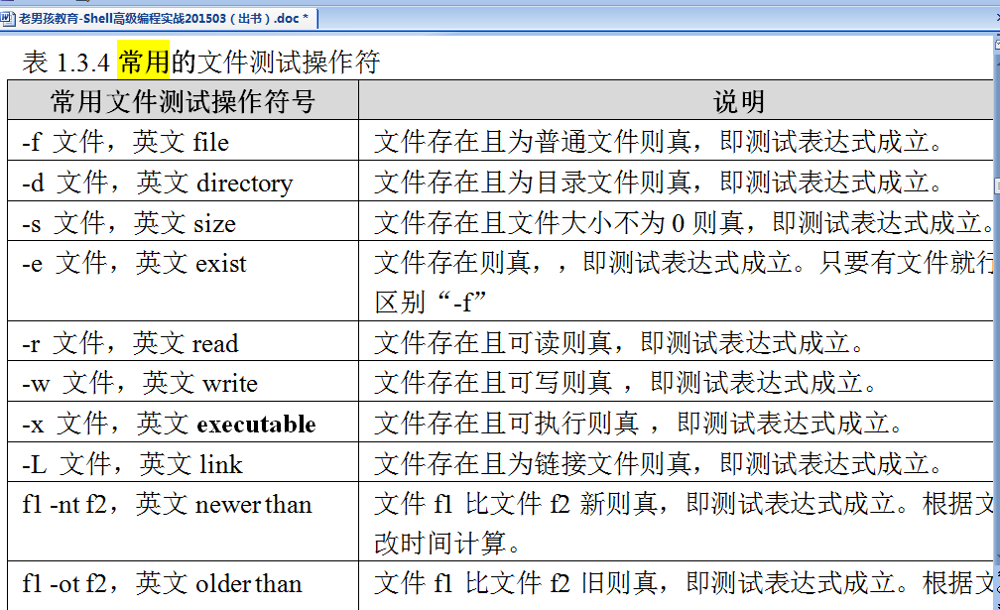 老男孩教育-Shell高级编程实战201503（出书）.doc *
表 1.3.4 常用的文件测试操作符
常用文件测试操作符号 说明
-f 文件，英文 file 文件存在且为普通文件则真，即测试表达式成立。
-d 文件，英文 directory 文件存在且为目录文件则真，即测试表达式成立。
-s 文件，英文 size 文件存在且文件大小不为 0 则真，即测试表达式成立。
-e 文件，英文 exist 文件存在则真，，即测试表达式成立。只要有文件就行
区别“-f”
-r 文件，英文 read 文件存在且可读则真，即测试表达式成立。
-w 文件，英文 write 文件存在且可写则真 ，即测试表达式成立。
-x 文件，英文 executable 文件存在且可执行则真 ，即测试表达式成立。
-L 文件，英文 link 文件存在且为链接文件则真，即测试表达式成立。
f1 -nt f2，英文 newer than 文件 f1 比文件 f2 新则真，即测试表达式成立。根据文
改时间计算。
f1 -ot f2，英文 older than 文件 f1 比文件 f2 旧则真，即测试表达式成立。根据文